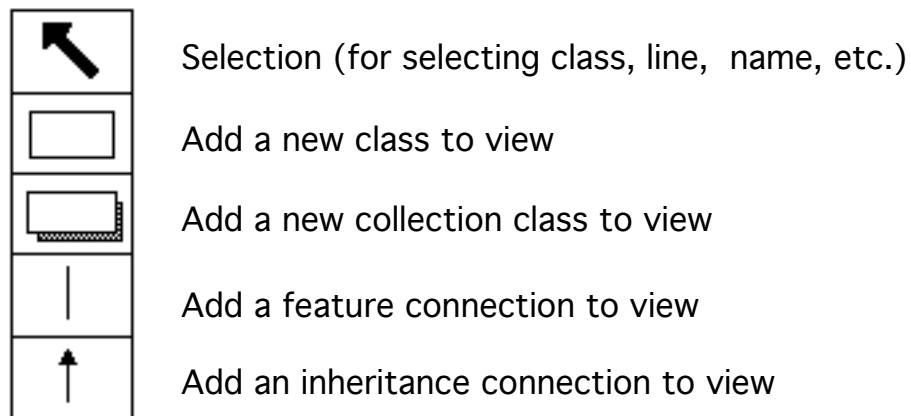 Selection (for selecting class, line, name, etc.)
Add a new class to view
Add a new collection class to view
Add a feature connection to view
Add an inheritance connection to view